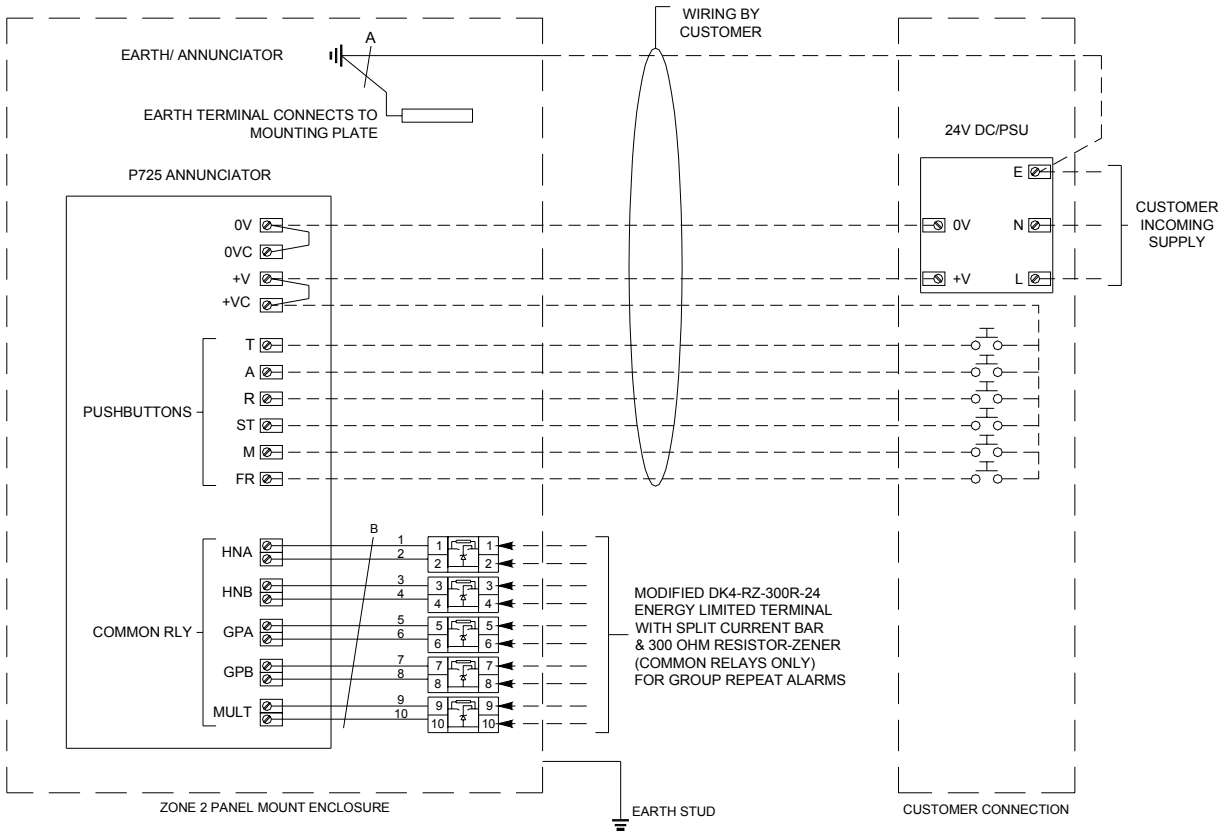 WIRING BY
CUSTOMER
A
EARTH/ ANNUNCIATOR
EARTH TERMINAL CONNECTS TO
MOUNTING PLATE
24V DC/PSU
P725 ANNUNCIATOR
E
0V
0V
N
0VC
+V
+V
L
+VC
CUSTOMER
INCOMING
SUPPLY
PUSHBUTTONS
T
A
R
ST
M
FR
B
COMMON RLY
HNA
1
1
1
2
2
2
HNB
3
3
3
4
4
4
GPA
5
5
5
6
6
6
GPB
7
7
7
8
8
8
MULT
9
9
9
10
10
10
MODIFIED DK4-RZ-300R-24
ENERGY LIMITED TERMINAL
WITH SPLIT CURRENT BAR
& 300 OHM RESISTOR-ZENER
(COMMON RELAYS ONLY)
FOR GROUP REPEAT ALARMS
ZONE 2 PANEL MOUNT ENCLOSURE
EARTH STUD
CUSTOMER CONNECTION